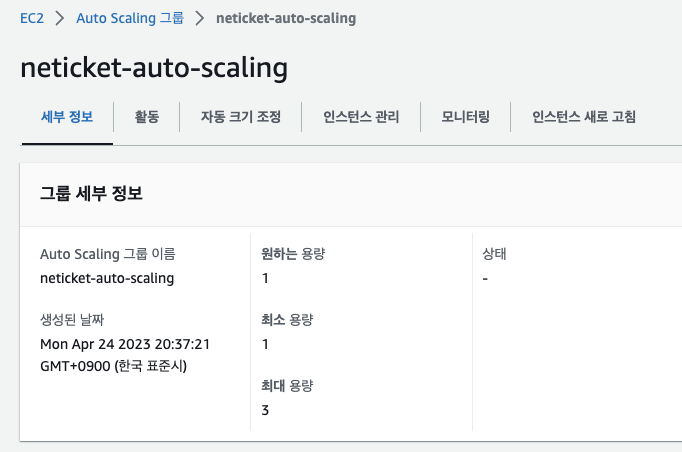 EC2 > Auto Scaling 그룹 > neticket-auto-scaling
neticket-auto-scaling
세부 정보 활동 자동 크기 조정 인스턴스 관리 모니터링 인스턴스 새로 고침
그룹 세부 정보
Auto Scaling 그룹 이름
neticket-auto-scaling
생성된 날짜
Mon Apr 24 2023 20:37:21
GMT+0900 (한국 표준시)
원하는 용량
1
최소 용량
1
최대 용량
3
상태
-